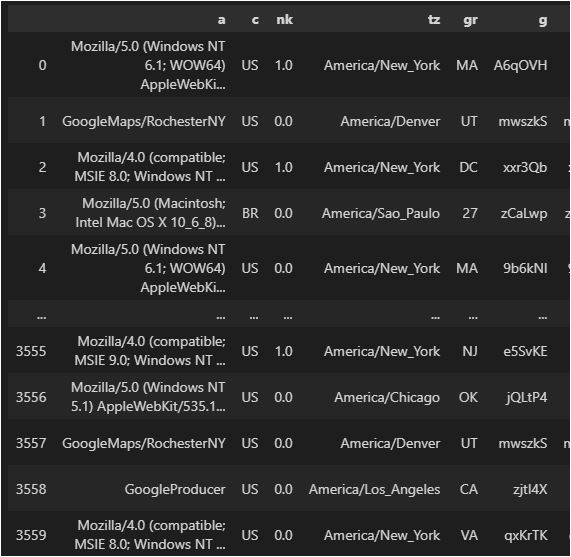 a c nk tz gr g
Mozilla/5.0 (Windows NT
0 6.1; WOW64) US 1.0 America/New_York MA A6qOVH
AppleWebKi...
1 GoogleMaps/RochesterNY US 0.0 America/Denver UT mwszkS
Mozilla/4.0 (compatible;
2 MSIE 8.0; Windows NT ... US 1.0 America/New_York DC xxr3Qb
Mozilla/5.0 (Macintosh;
3 Intel Mac OS X 10_6_8)... BR 0.0 America/Sao_Paulo 27 zCaLwp
Mozilla/5.0 (Windows NT
4 6.1; WOW64) US 0.0 America/New_York MA 9b6kNl
AppleWebKi...
... ... ... ... ... ... ...
Mozilla/4.0 (compatible;
3555 MSIE 9.0; Windows NT ... US 1.0 America/New_York NJ e5SvKE
Mozilla/5.0 (Windows NT
3556 5.1) AppleWebKit/535.1... US 0.0 America/Chicago OK jQLtP4
3557 GoogleMaps/RochesterNY US 0.0 America/Denver UT mwszkS
3558 GoogleProducer US 0.0 America/Los_Angeles CA zjtI4X
Mozilla/4.0 (compatible;
3559 MSIE 8.0; Windows NT ... US 0.0 America/New_York VA qxKrTK